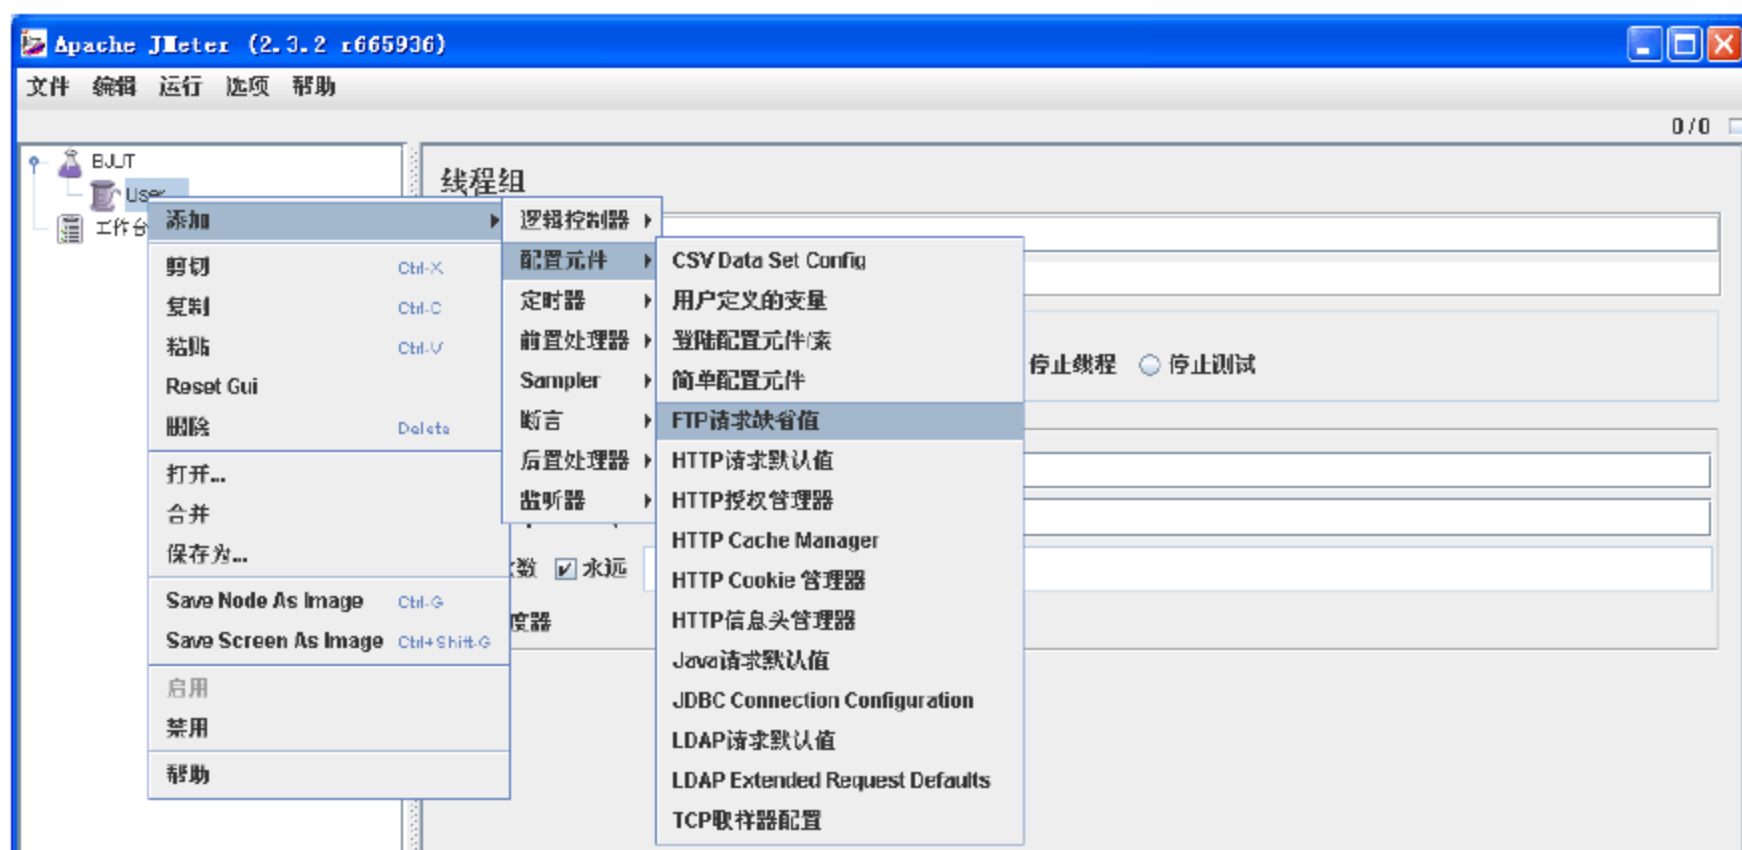 Apache JMeter (2.3.2 r665936)
文件 编辑 运行 选项 帮助
0/0
BJUT
User
工作台
线程组
添加
剪切 Ctrl-X
复制 Ctrl-C
粘贴 Ctrl-V
Reset Gui
删除 Delete
打开...
合并
保存为...
Save Node As Image Ctrl-G
Save Screen As Image Ctrl+Shift-G
启用
禁用
帮助
逻辑控制器
配置元件
定时器
前置处理器
Sampler
断言
后置处理器
监听器
CSV Data Set Config
用户定义的变量
登陆配置元件/素
简单配置元件
FTP请求缺省值
HTTP请求默认值
HTTP授权管理器
HTTP Cache Manager
HTTP Cookie 管理器
HTTP信息头管理器
Java请求默认值
JDBC Connection Configuration
LDAP请求默认值
LDAP Extended Request Defaults
TCP取样器配置
停止线程 停止测试
数 永远
度器